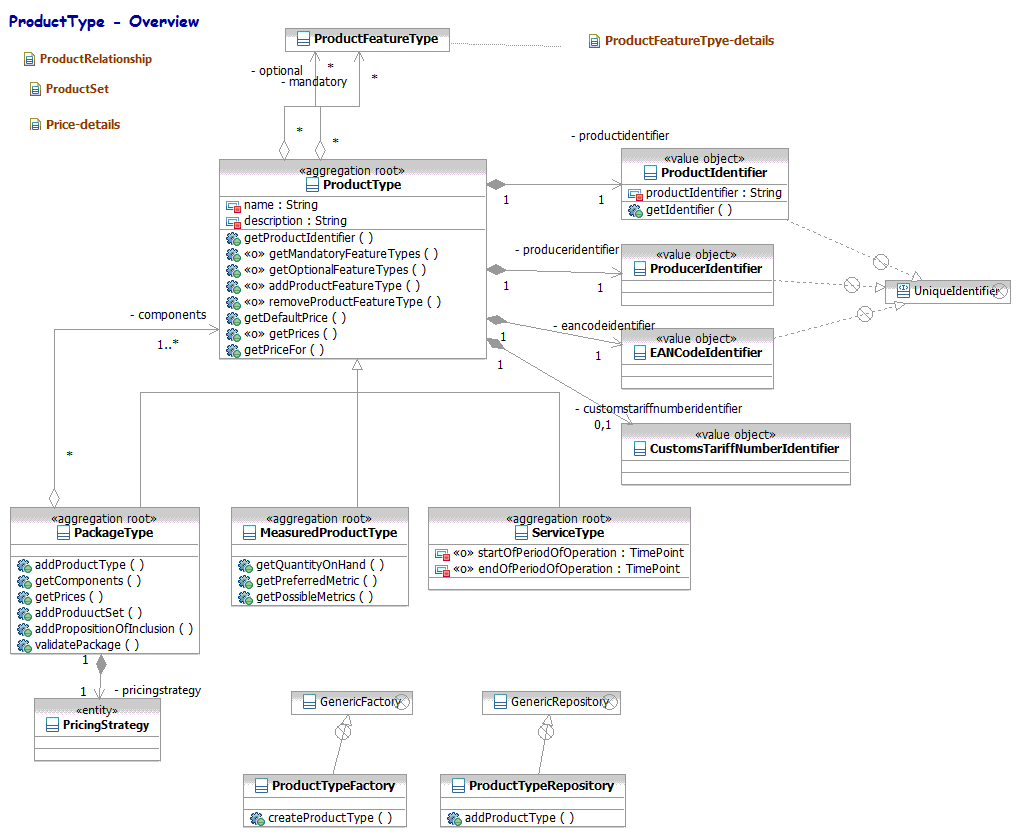 ProductType - Overview
ProductRelationship
ProductSet
Price-details
ProductFeatureType
ProductFeatureTpye-details
- optional
*
- mandatory
*
*
*
«aggregation root»
ProductType
name : String
description : String
getProductIdentifier ( )
«o» getMandatoryFeatureTypes ( )
«o» getOptionalFeatureTypes ( )
«o» addProductFeatureType ( )
«o» removeProductFeatureType ( )
getDefaultPrice ( )
«o» getPrices ( )
getPriceFor ( )
- productidentifier
1
1
«value object»
ProductIdentifier
productIdentifier : String
getIdentifier ( )
- produceridentifier
1
1
«value object»
ProducerIdentifier
UniqueIdentifier
- eancodeidentifier
1
1
«value object»
EANCodeIdentifier
- customstariffnumberidentifier
1
0,1
«value object»
CustomsTariffNumberIdentifier
- components
1..*
*
«aggregation root»
PackageType
addProductType ( )
getComponents ( )
getPrices ( )
addProduuctSet ( )
addPropositionOfInclusion ( )
validatePackage ( )
«aggregation root»
MeasuredProductType
getQuantityOnHand ( )
getPreferredMetric ( )
getPossibleMetrics ( )
«aggregation root»
ServiceType
«o» startOfPeriodOfOperation : TimePoint
«o» endOfPeriodOfOperation : TimePoint
1
1
- pricingstrategy
«entity»
PricingStrategy
GenericFactory
GenericRepository
ProductTypeFactory
createProductType ( )
ProductTypeRepository
addProductType ( )